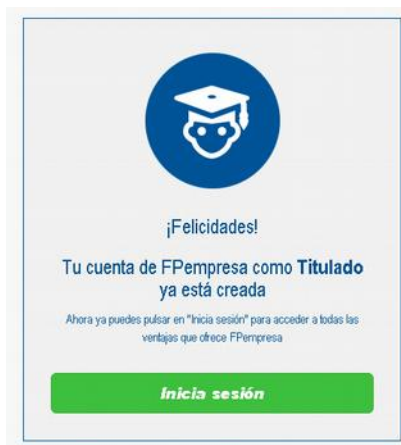 ¡Felicidades!
Tu cuenta de FPempresa como Titulado
ya está creada
Ahora ya puedes pulsar en "Inicia sesión" para acceder a todas las
ventajas que ofrece FPempresa
Inicia sesión